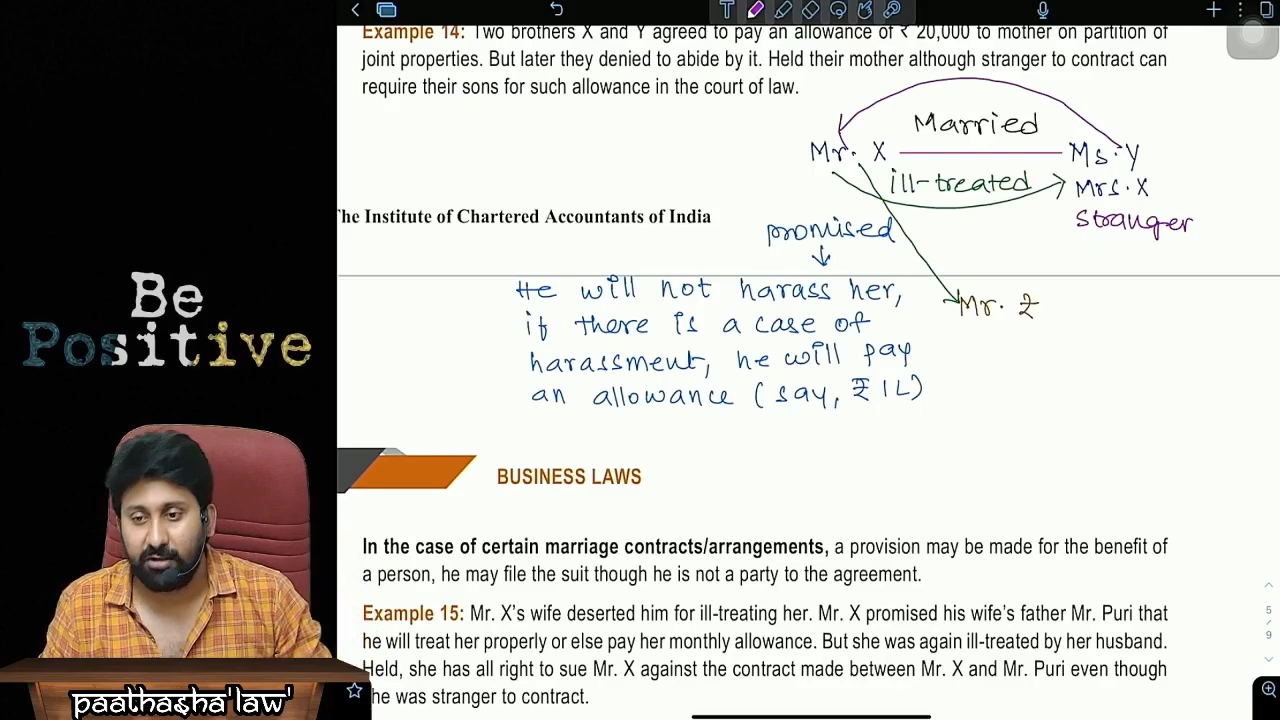 Example 14: Two brothers X and Y agreed to pay an allowance of ₹ 20,000 to mother on partition of
joint properties. But later they denied to abide by it. Held their mother although stranger to contract can
require their sons for such allowance in the court of law.
Married
Mr. X
Ms. Y
ill-treated
Mrs. X
Stranger
The Institute of Chartered Accountants of India
promised
He will not harass her,
if there is a case of
harassment, he will pay
an allowance (say, ₹ 1L)
Mr. Z
Be
Positive
BUSINESS LAWS
In the case of certain marriage contracts/arrangements, a provision may be made for the benefit of
a person, he may file the suit though he is not a party to the agreement.
Example 15: Mr. X's wife deserted him for ill-treating her. Mr. X promised his wife's father Mr. Puri that
he will treat her properly or else pay her monthly allowance. But she was again ill-treated by her husband.
Held, she has all right to sue Mr. X against the contract made between Mr. X and Mr. Puri even though
he was stranger to contract.
5
/
9
paathasha'law'